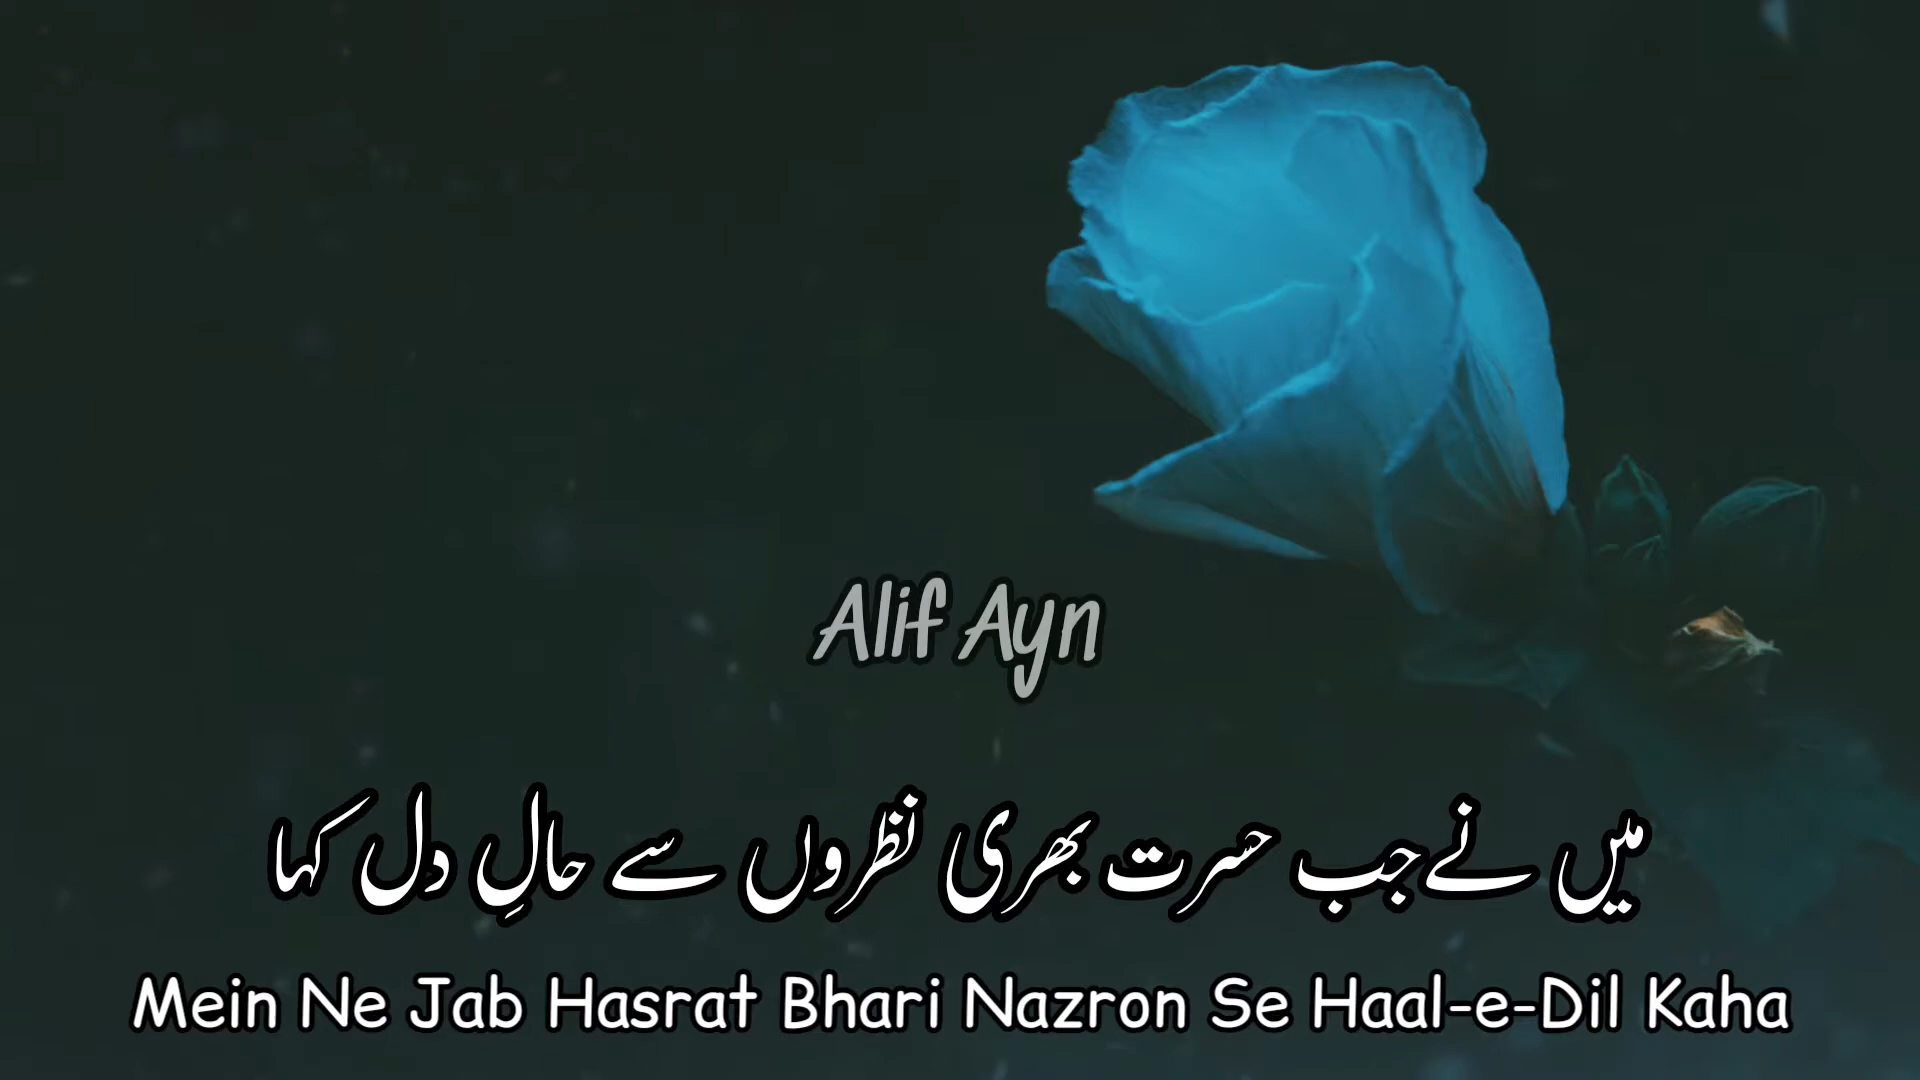 Alif Ayn
میں نے جب حسرت بھری نظروں سے حالِ دل کہا
Mein Ne Jab Hasrat Bhari Nazron Se Haal-e-Dil Kaha